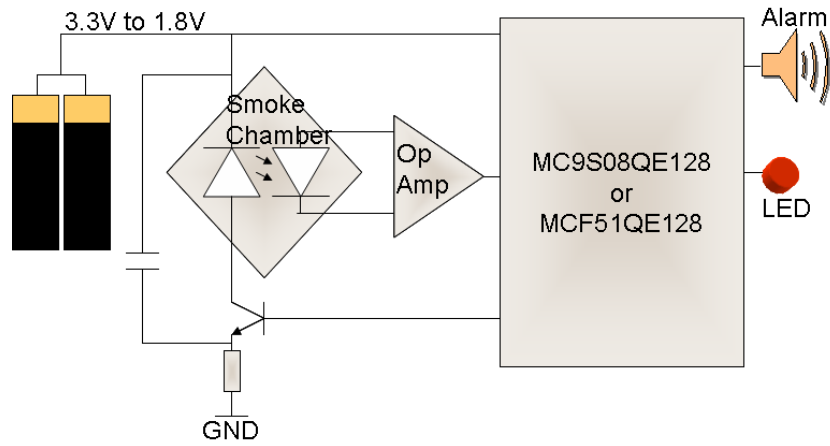 3.3V to 1.8V
Alarm
Smoke
Chamber
Op
Amp
MC9S08QE128
or
MCF51QE128
LED
GND